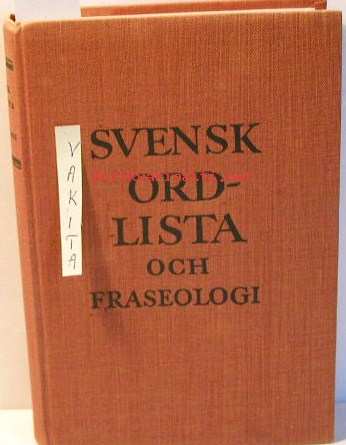 SVENSK
ORD-
LISTA
OCH
FRASEOLOGI
VAKITA